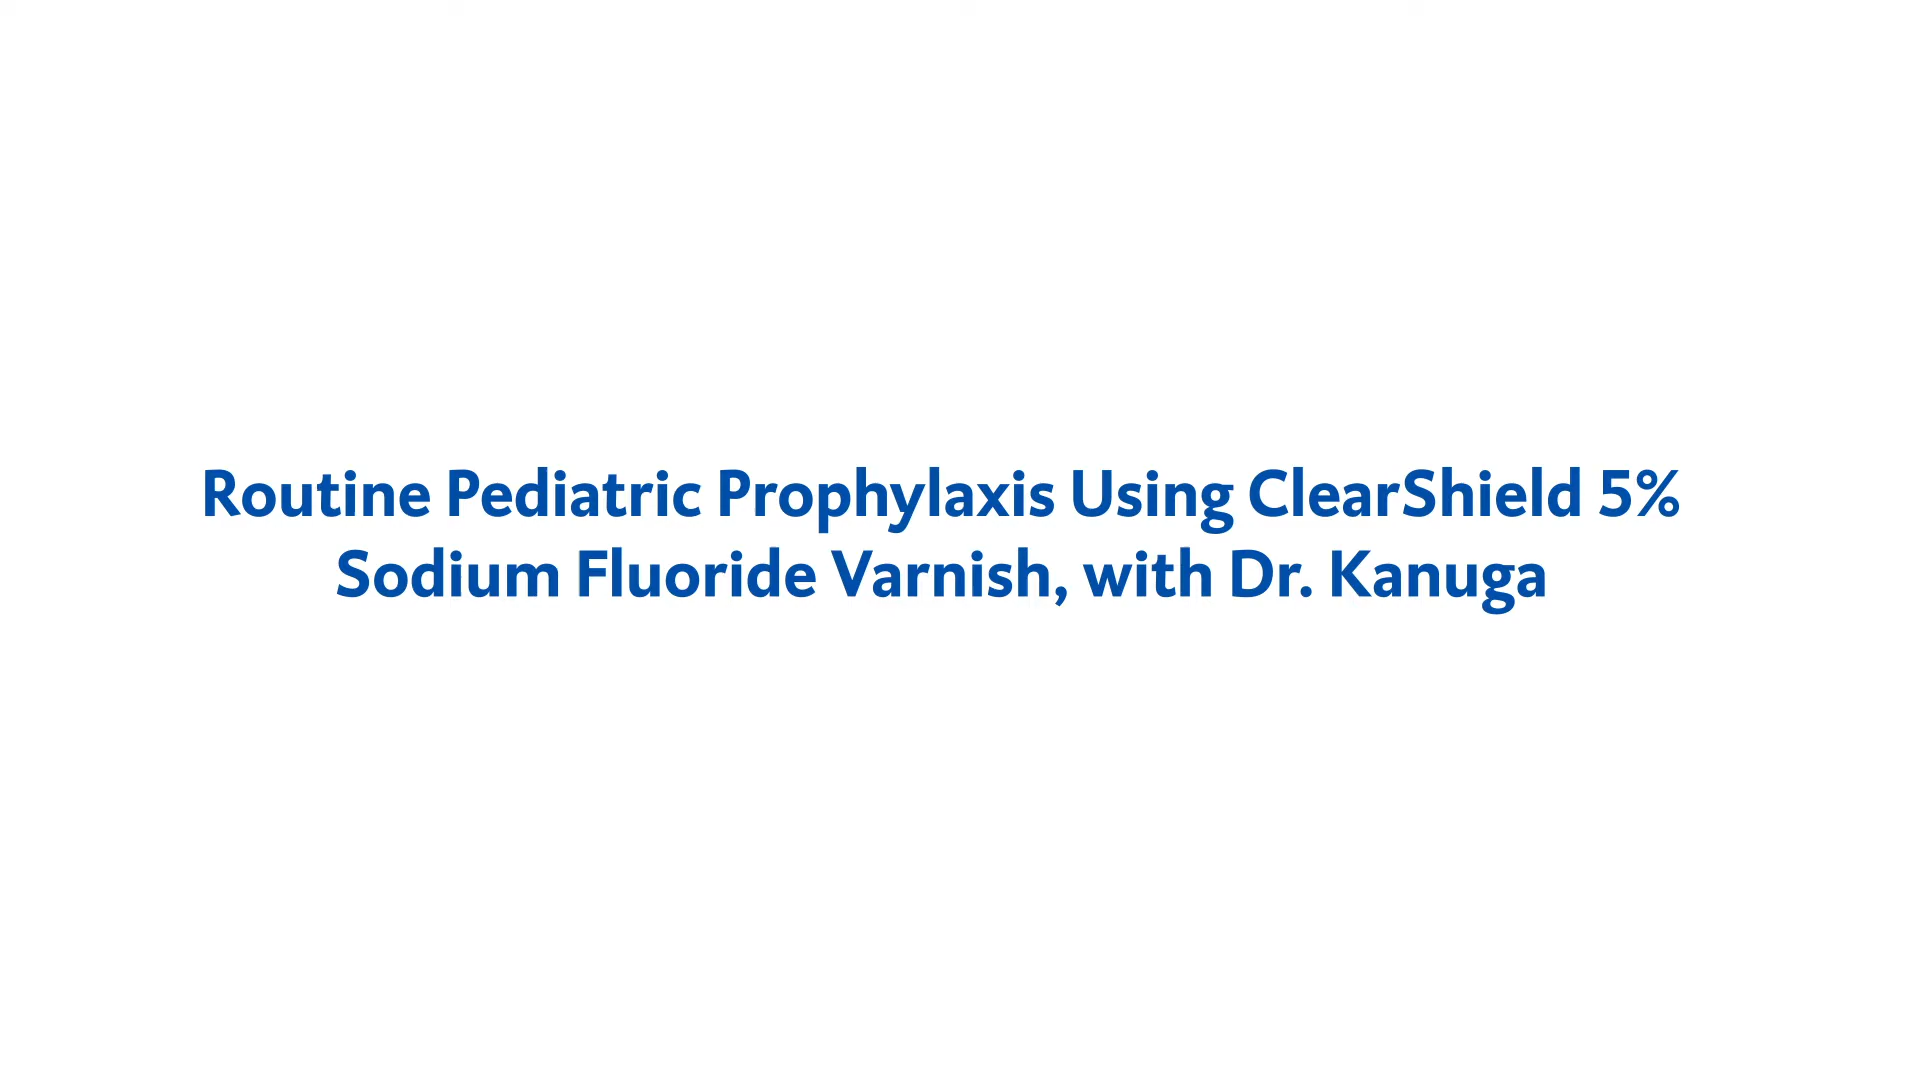 Routine Pediatric Prophylaxis Using ClearShield 5%
Sodium Fluoride Varnish, with Dr. Kanuga